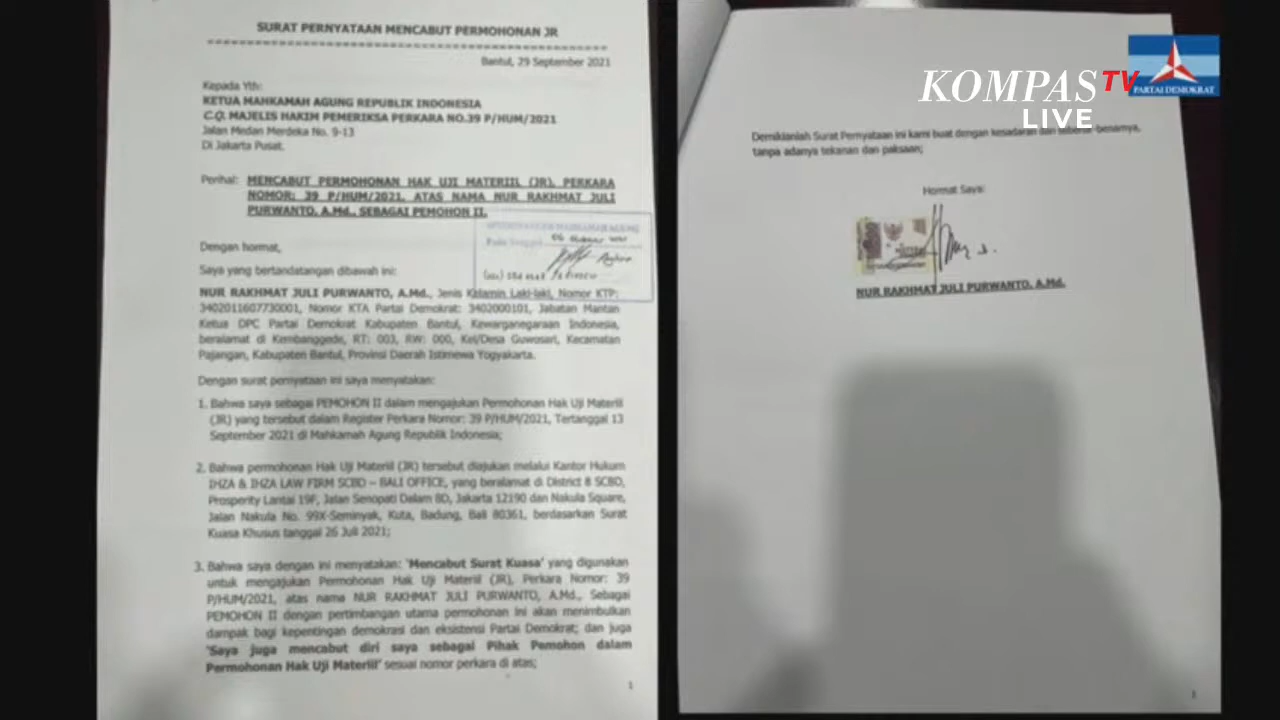 SURAT PERNYATAAN MENCABUT PERMOHONAN JR
Bantul, 29 September 2021
Kepada Yth:
KETUA MAHKAMAH AGUNG REPUBLIK INDONESIA
C.Q. MAJELIS HAKIM PEMERIKSA PERKARA NO.39 P/HUM/2021
Jalan Medan Merdeka No. 9-13
Di Jakarta Pusat.
Perihal: MENCABUT PERMOHONAN HAK UJI MATERIIL (JR), PERKARA
NOMOR: 39 P/HUM/2021, ATAS NAMA NUR RAKHMAT JULI
PURWANTO, A.Md., SEBAGAI PEMOHON II.
Dengan hormat,
Saya yang bertandatangan dibawah ini:
NUR RAKHMAT JULI PURWANTO, A.Md., Jenis Kelamin Laki-laki, Nomor KTP:
3402011607730001, Nomor KTA Partai Demokrat: 3402000101, Jabatan Mantan
Ketua DPC Partai Demokrat Kabupaten Bantul, Kewarganegaraan Indonesia,
beralamat di Kembanggede, RT: 003, RW: 000, Kel/Desa Guwosari, Kecamatan
Pajangan, Kabupaten Bantul, Provinsi Daerah Istimewa Yogyakarta.
Dengan surat pernyataan ini saya menyatakan:
1. Bahwa saya sebagai PEMOHON II dalam mengajukan Permohonan Hak Uji Materiil
(JR) yang tersebut dalam Register Perkara Nomor: 39 P/HUM/2021, Tertanggal 13
September 2021 di Mahkamah Agung Republik Indonesia;
2. Bahwa permohonan Hak Uji Materiil (JR) tersebut diajukan melalui Kantor Hukum
IHZA & IHZA LAW FIRM SCBD – BALI OFFICE, yang beralamat di District 8 SCBD,
Prosperity Lantai 19F, Jalan Senopati Dalam 8D, Jakarta 12190 dan Nakula Square,
Jalan Nakula No. 99X-Seminyak, Kuta, Badung, Bali 80361, berdasarkan Surat
Kuasa Khusus tanggal 26 Juli 2021;
3. Bahwa saya dengan ini menyatakan: 'Mencabut Surat Kuasa' yang digunakan
untuk mengajukan Permohonan Hak Uji Materiil (JR), Perkara Nomor: 39
P/HUM/2021, atas nama NUR RAKHMAT JULI PURWANTO, A.Md., Sebagai
PEMOHON II dengan pertimbangan utama permohonan ini akan menimbulkan
dampak bagi kepentingan demokrasi dan eksistensi Partai Demokrat; dan juga
'Saya juga mencabut diri saya sebagai Pihak Pemohon dalam
Permohonan Hak Uji Materiil' sesuai nomor perkara di atas;
1
KOMPAS TV
LIVE
PARTAI DEMOKRAT
Demikianlah Surat Pernyataan ini kami buat dengan kesadaran dan sebenar-benarnya,
tanpa adanya tekanan dan paksaan;
Hormat Saya:
NUR RAKHMAT JULI PURWANTO, A.Md.